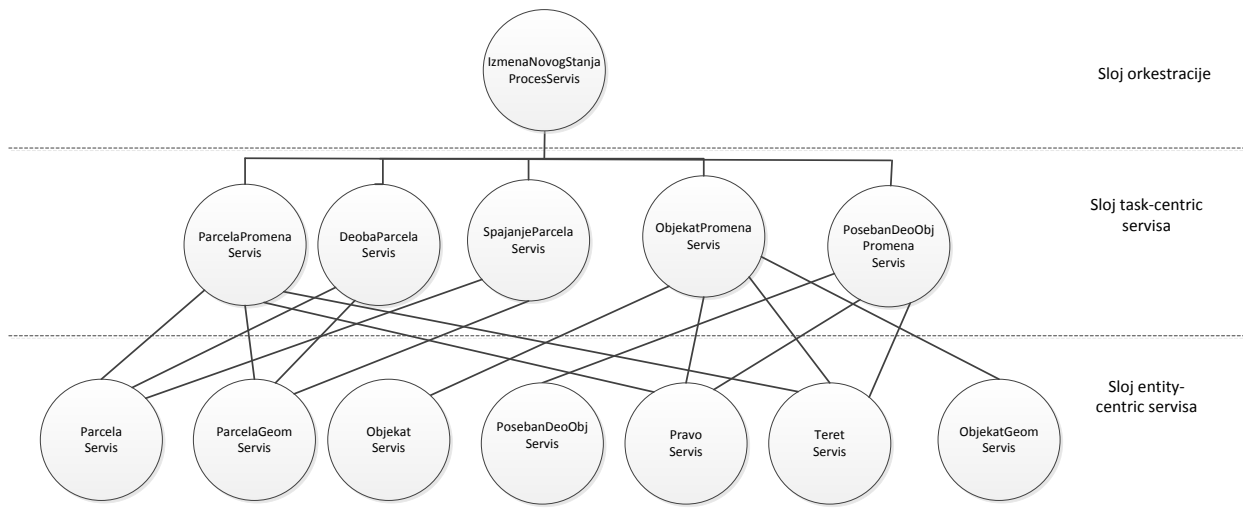 IzmenaNovogStanja
ProcesServis
Sloj orkestracije
ParcelaPromena
Servis
DeobaParcela
Servis
SpajanjeParcela
Servis
ObjekatPromena
Servis
PosebanDeoObj
Promena
Servis
Sloj task-centric
servisa
Parcela
Servis
ParcelaGeom
Servis
Objekat
Servis
PosebanDeoObj
Servis
Pravo
Servis
Teret
Servis
ObjekatGeom
Servis
Sloj entity-
centric servisa